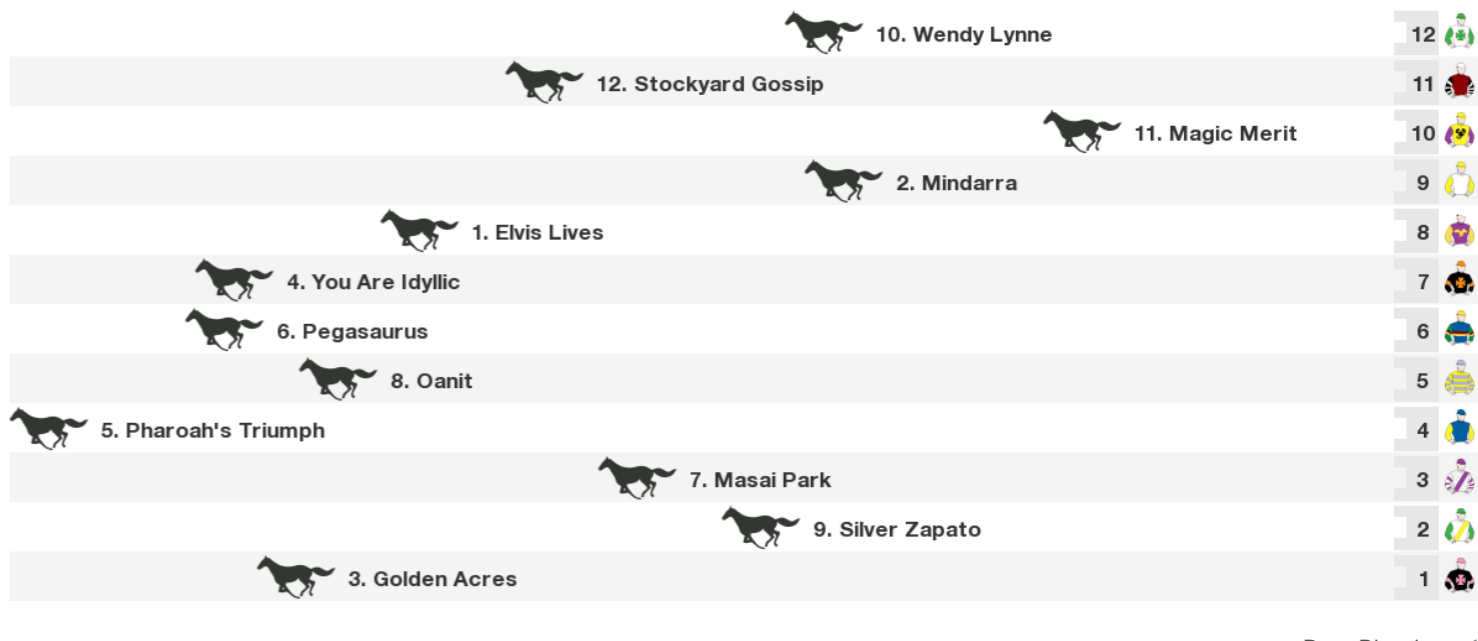 10. Wendy Lynne 12
12. Stockyard Gossip 11
11. Magic Merit 10
2. Mindarra 9
1. Elvis Lives 8
4. You Are Idyllic 7
6. Pegasaurus 6
8. Oanit 5
5. Pharoah's Triumph 4
7. Masai Park 3
9. Silver Zapato 2
3. Golden Acres 1